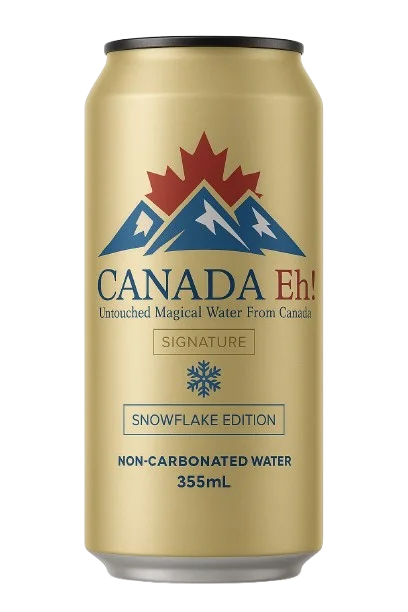 CANADA Eh!
Untouched Magical Water From Canada
SIGNATURE
SNOWFLAKE EDITION
NON-CARBONATED WATER
355mL